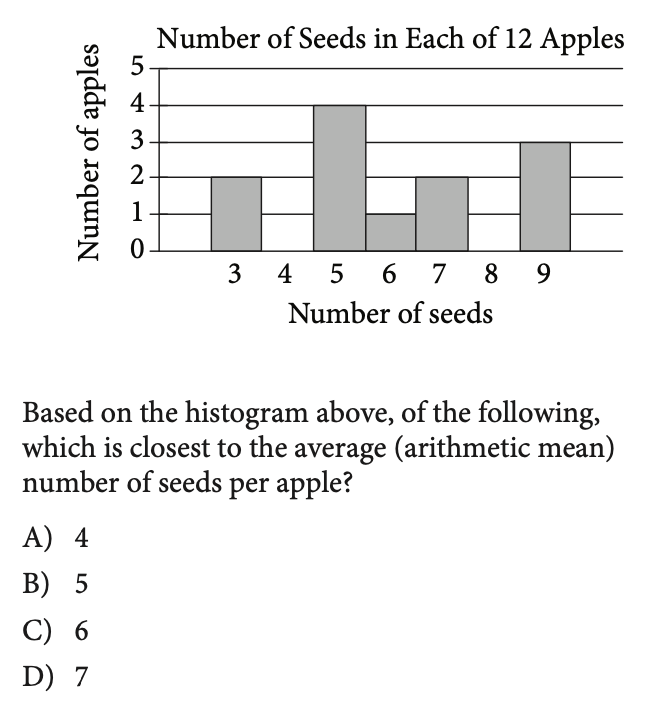 Number of Seeds in Each of 12 Apples
Number of apples
5
4
3
2
1
0
3 4 5 6 7 8 9
Number of seeds
Based on the histogram above, of the following,
which is closest to the average (arithmetic mean)
number of seeds per apple?
A) 4
B) 5
C) 6
D) 7